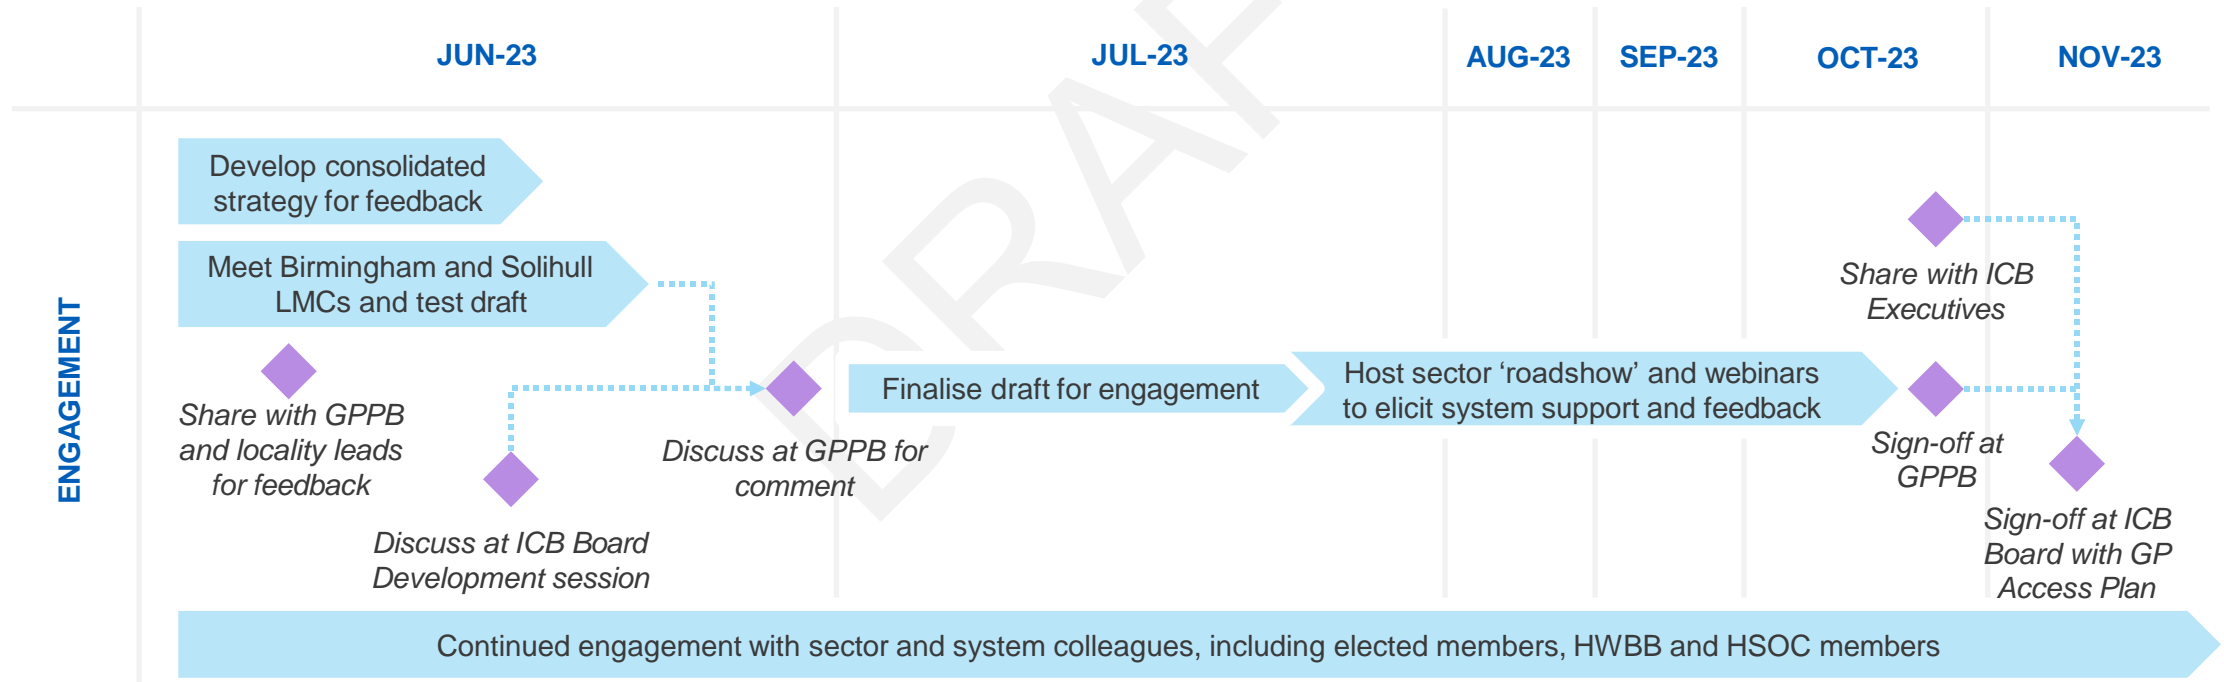 JUN-23
JUL-23
AUG-23
SEP-23
OCT-23
NOV-23
ENGAGEMENT
Develop consolidated
strategy for feedback
Meet Birmingham and Solihull
LMCs and test draft
Share with GPPB
and locality leads
for feedback
Discuss at ICB Board
Development session
Discuss at GPPB for
comment
Finalise draft for engagement
Host sector ‘roadshow’ and webinars
to elicit system support and feedback
Share with ICB
Executives
Sign-off at
GPPB
Sign-off at ICB
Board with GP
Access Plan
Continued engagement with sector and system colleagues, including elected members, HWBB and HSOC members
DRAF